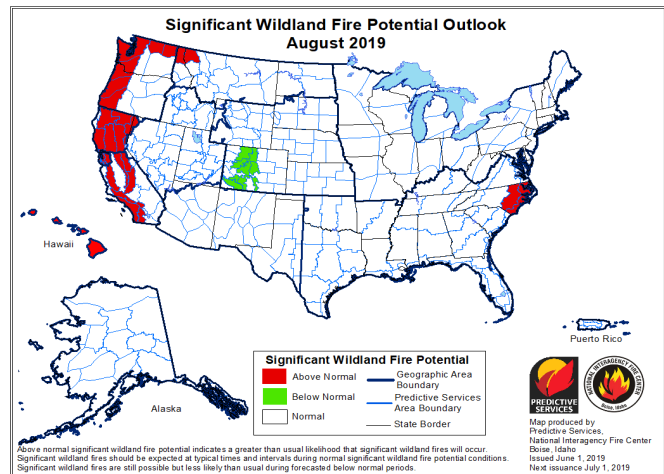 Significant Wildland Fire Potential Outlook
August 2019
Hawaii
Alaska
Puerto Rico
Significant Wildland Fire Potential
Above Normal
Below Normal
Normal
Geographic Area
Boundary
Predictive Services
Area Boundary
State Border
PREDICTIVE
SERVICES
NATIONAL INTERAGENCY FIRE CENTER
Boise, Idaho
Map produced by
Predictive Services,
National Interagency Fire Center
Boise, Idaho
Issued June 1, 2019
Next issuance July 1, 2019
Above normal significant wildland fire potential indicates a greater than usual likelihood that significant wildland fires will occur.
Significant wildland fires should be expected at typical times and intervals during normal significant wildland fire potential conditions.
Significant wildland fires are still possible but less likely than usual during forecasted below normal periods.